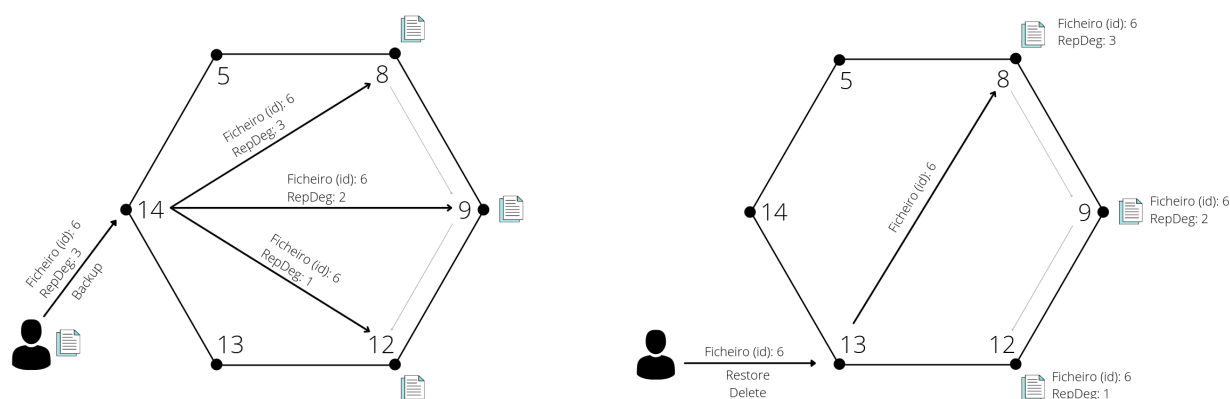 5
8
Ficheiro (id): 6
RepDeg: 3
Ficheiro (id): 6
RepDeg: 2
14
9
Ficheiro (id): 6
RepDeg: 1
Ficheiro (id): 6
RepDeg: 3
Backup
13
12
Ficheiro (id): 6
RepDeg: 3
5
8
Ficheiro (id): 6
14
9
Ficheiro (id): 6
RepDeg: 2
13
12
Ficheiro (id): 6
Restore
Delete
Ficheiro (id): 6
RepDeg: 1